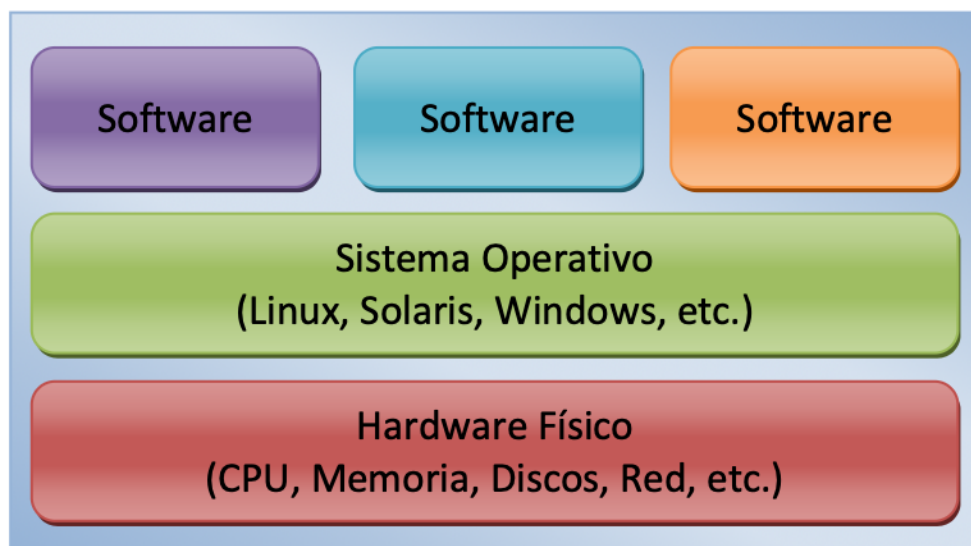 Software
Software
Software
Sistema Operativo
(Linux, Solaris, Windows, etc.)
Hardware Físico
(CPU, Memoria, Discos, Red, etc.)